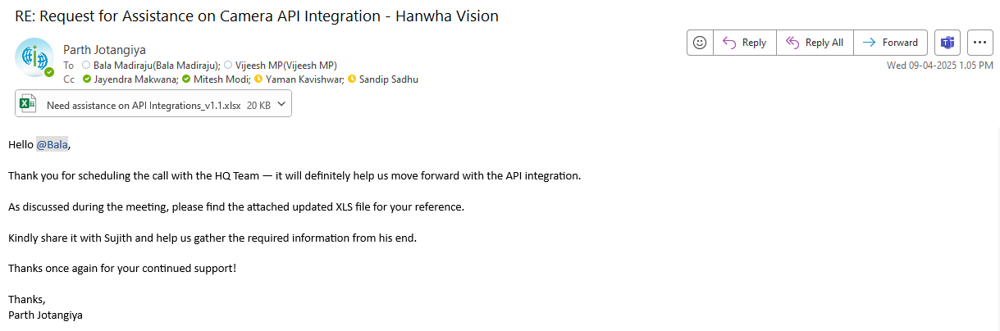 RE: Request for Assistance on Camera API Integration - Hanwha Vision
Parth Jotangiya
To Bala Madiraju(Bala Madiraju); Vijeesh MP(Vijeesh MP)
Cc Jayendra Makwana; Mitesh Modi; Yaman Kavishwar; Sandip Sadhu
Reply Reply All Forward
Wed 09-04-2025 1.05 PM
Need assistance on API Integrations_v1.1.xlsx 20 KB
Hello @Bala,
Thank you for scheduling the call with the HQ Team — it will definitely help us move forward with the API integration.
As discussed during the meeting, please find the attached updated XLS file for your reference.
Kindly share it with Sujith and help us gather the required information from his end.
Thanks once again for your continued support!
Thanks,
Parth Jotangiya